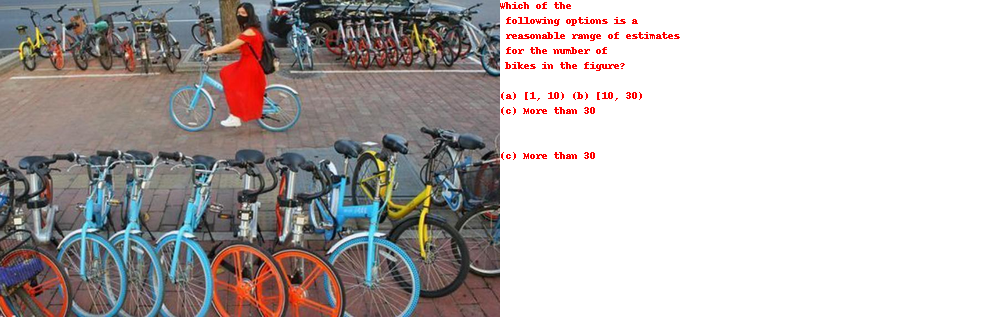 Which of the
following options is a
reasonable range of estimates
for the number of
bikes in the figure?
(a) [1, 10) (b) [10, 30)
(c) More than 30
(c) More than 30